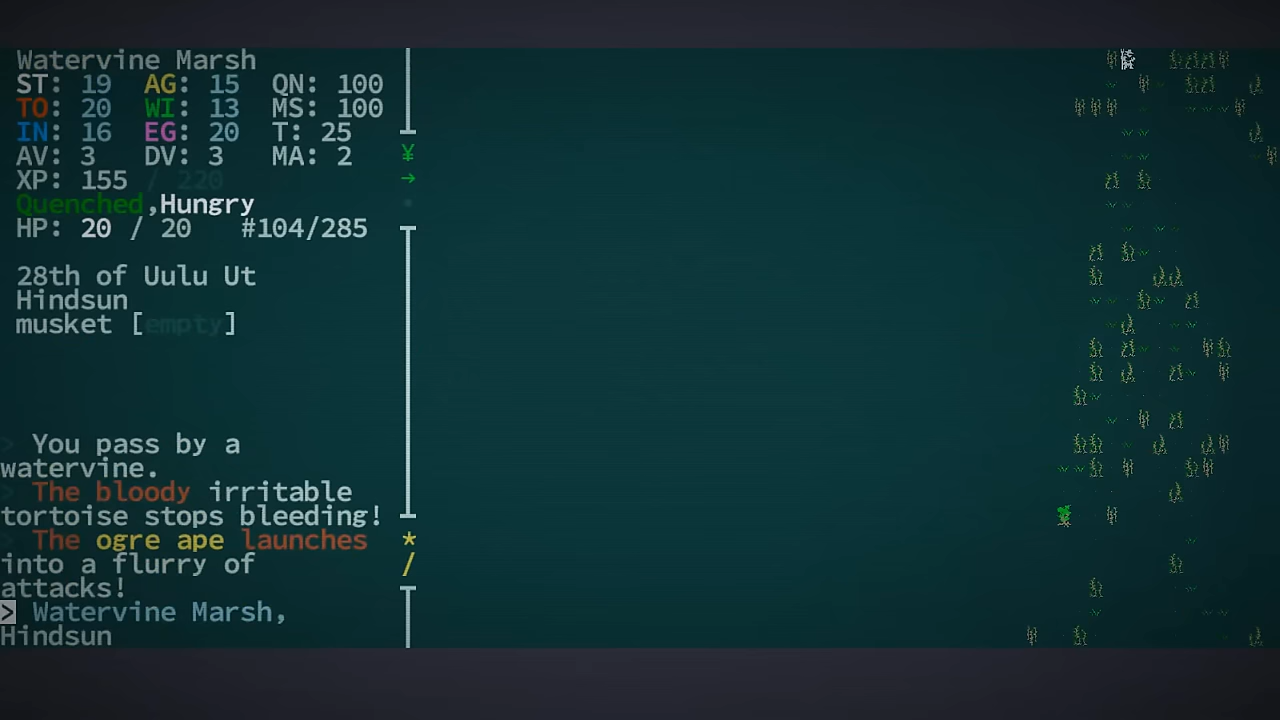 Watervine Marsh
ST: 19 AG: 15 QN: 100
TO: 20 WI: 13 MS: 100
IN: 16 EG: 20 T: 25
AV: 3 DV: 3 MA: 2
XP: 155 / 220
Quenched,Hungry
HP: 20 / 20 #104/285
28th of Uulu Ut
Hindsun
musket [empty]
> You pass by a
watervine.
> The bloody irritable
tortoise stops bleeding!
> The ogre ape launches
into a flurry of
attacks!
> Watervine Marsh,
Hindsun